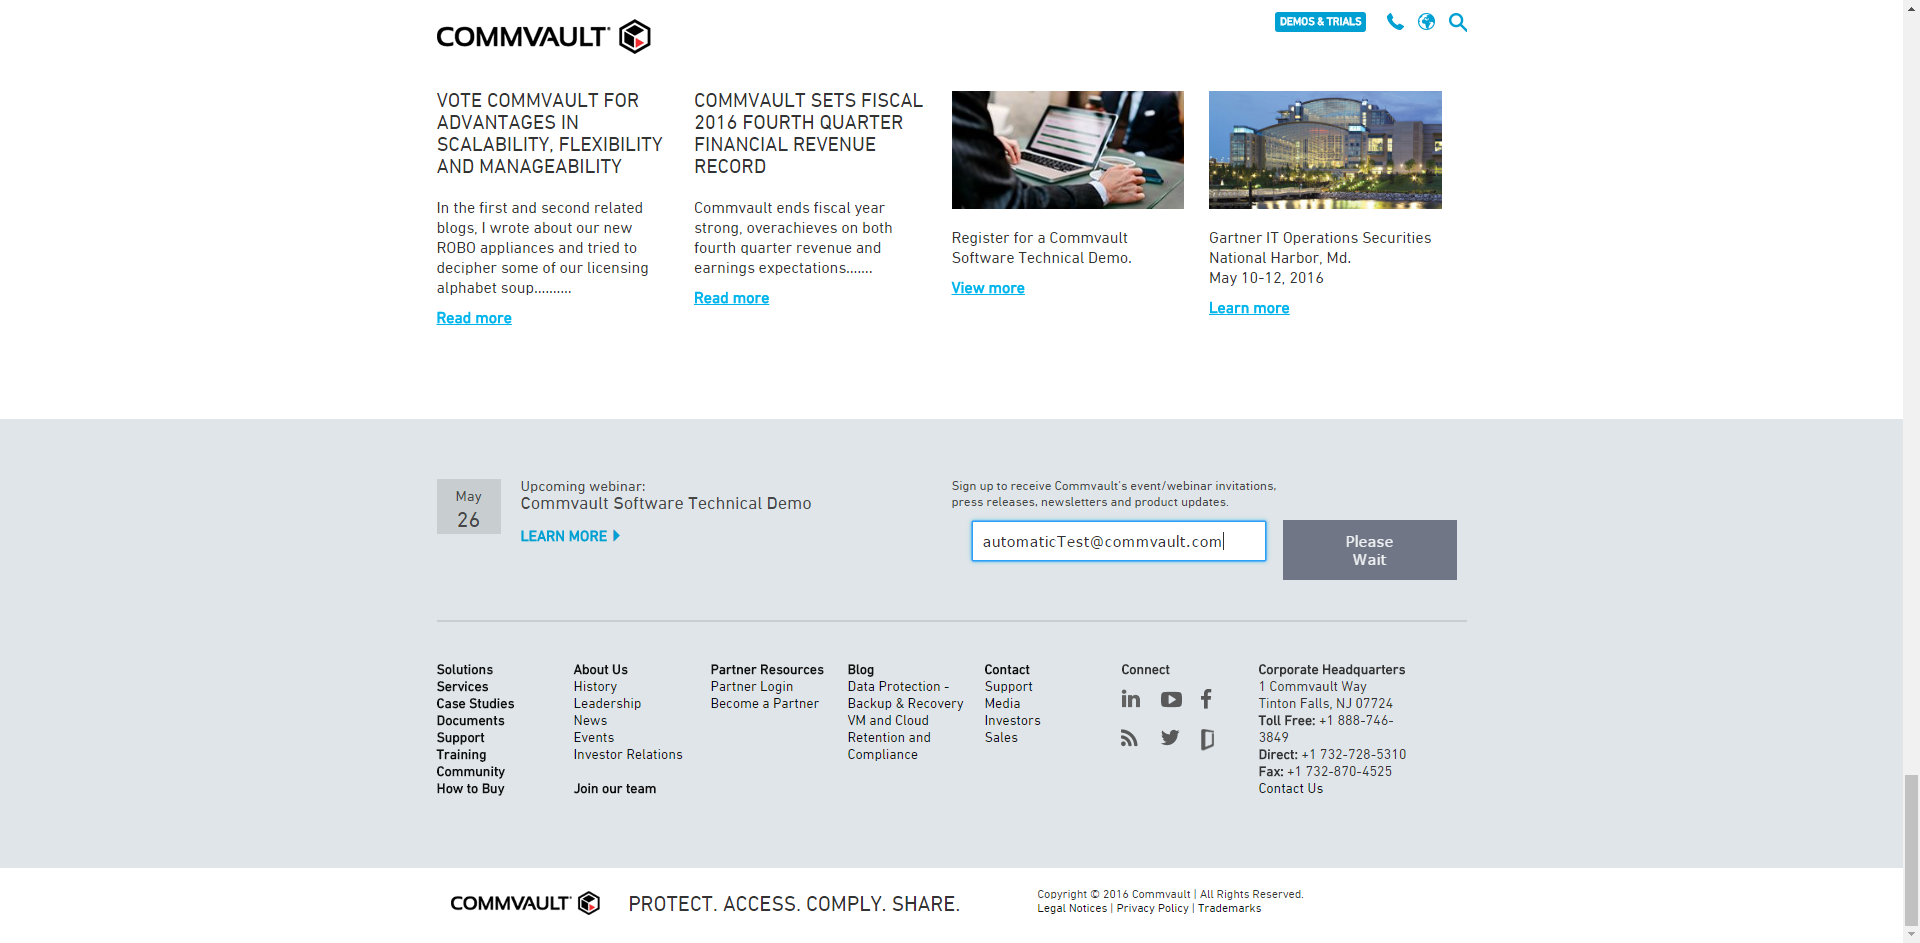 COMMVAULT
DEMOS & TRIALS
VOTE COMMVAULT FOR
ADVANTAGES IN
SCALABILITY, FLEXIBILITY
AND MANAGEABILITY
In the first and second related
blogs, I wrote about our new
ROBO appliances and tried to
decipher some of our licensing
alphabet soup..........
Read more
COMMVAULT SETS FISCAL
2016 FOURTH QUARTER
FINANCIAL REVENUE
RECORD
Commvault ends fiscal year
strong, overachieves on both
fourth quarter revenue and
earnings expectations.......
Read more
Register for a Commvault
Software Technical Demo.
View more
Gartner IT Operations Securities
National Harbor, Md.
May 10-12, 2016
Learn more
May
26
Upcoming webinar:
Commvault Software Technical Demo
LEARN MORE
Sign up to receive Commvault's event/webinar invitations,
press releases, newsletters and product updates.
automaticTest@commvault.com
Please
Wait
Solutions
Services
Case Studies
Documents
Support
Training
Community
How to Buy
About Us
History
Leadership
News
Events
Investor Relations
Join our team
Partner Resources
Partner Login
Become a Partner
Blog
Data Protection -
Backup & Recovery
VM and Cloud
Retention and
Compliance
Contact
Support
Media
Investors
Sales
Connect
Corporate Headquarters
1 Commvault Way
Tinton Falls, NJ 07724
Toll Free: +1 888-746-
3849
Direct: +1 732-728-5310
Fax: +1 732-870-4525
Contact Us
COMMVAULT
PROTECT. ACCESS. COMPLY. SHARE.
Copyright © 2016 Commvault | All Rights Reserved.
Legal Notices | Privacy Policy | Trademarks